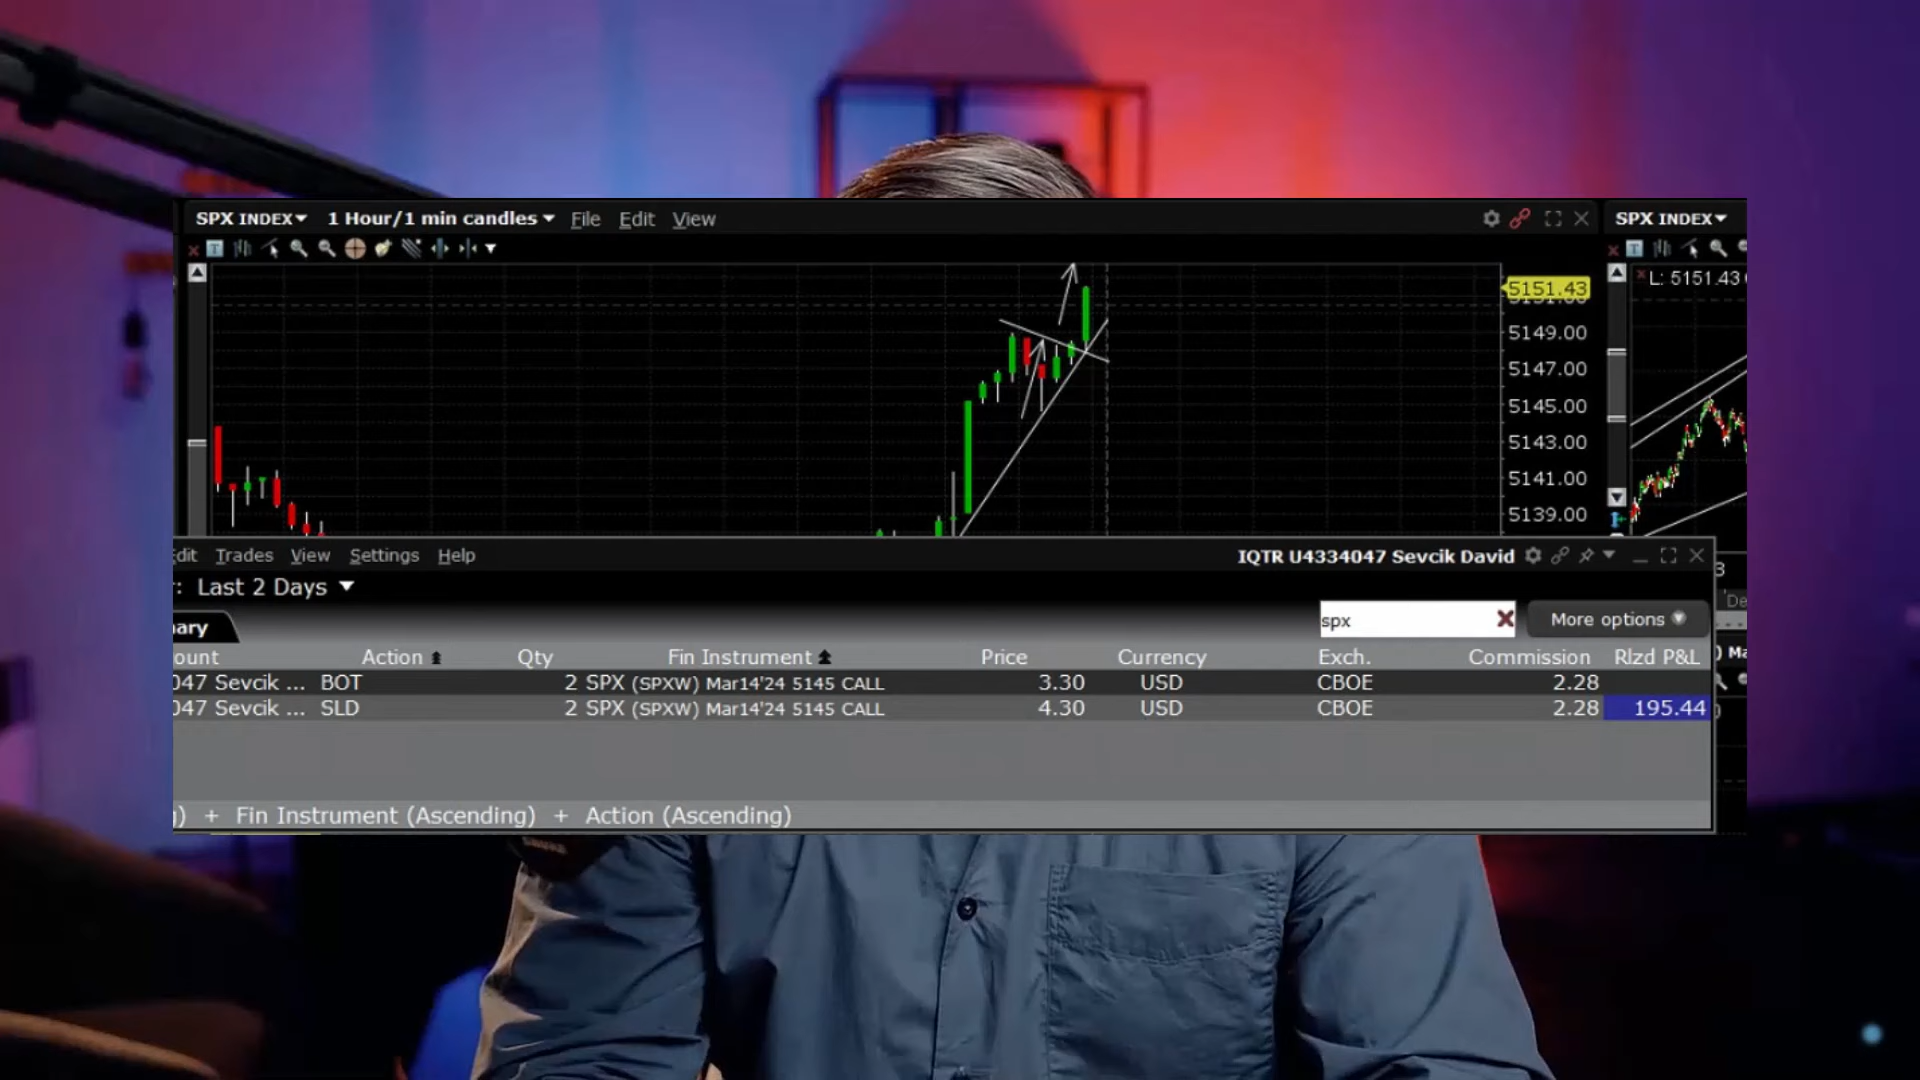 SPX INDEX 1 Hour/1 min candles File Edit View
SPX INDEX
L: 5151.43
5151.43
5149.00
5147.00
5145.00
5143.00
5141.00
5139.00
dit Trades View Settings Help
IQTR U4334047 Sevcik David
: Last 2 Days
spx
More options
ary
ount Action Qty Fin Instrument Price Currency Exch. Commission Rlzd P&L
047 Sevcik ... BOT 2 SPX (SPXW) Mar14'24 5145 CALL 3.30 USD CBOE 2.28
047 Sevcik ... SLD 2 SPX (SPXW) Mar14'24 5145 CALL 4.30 USD CBOE 2.28 195.44
) + Fin Instrument (Ascending) + Action (Ascending)
3
'De
) Ma